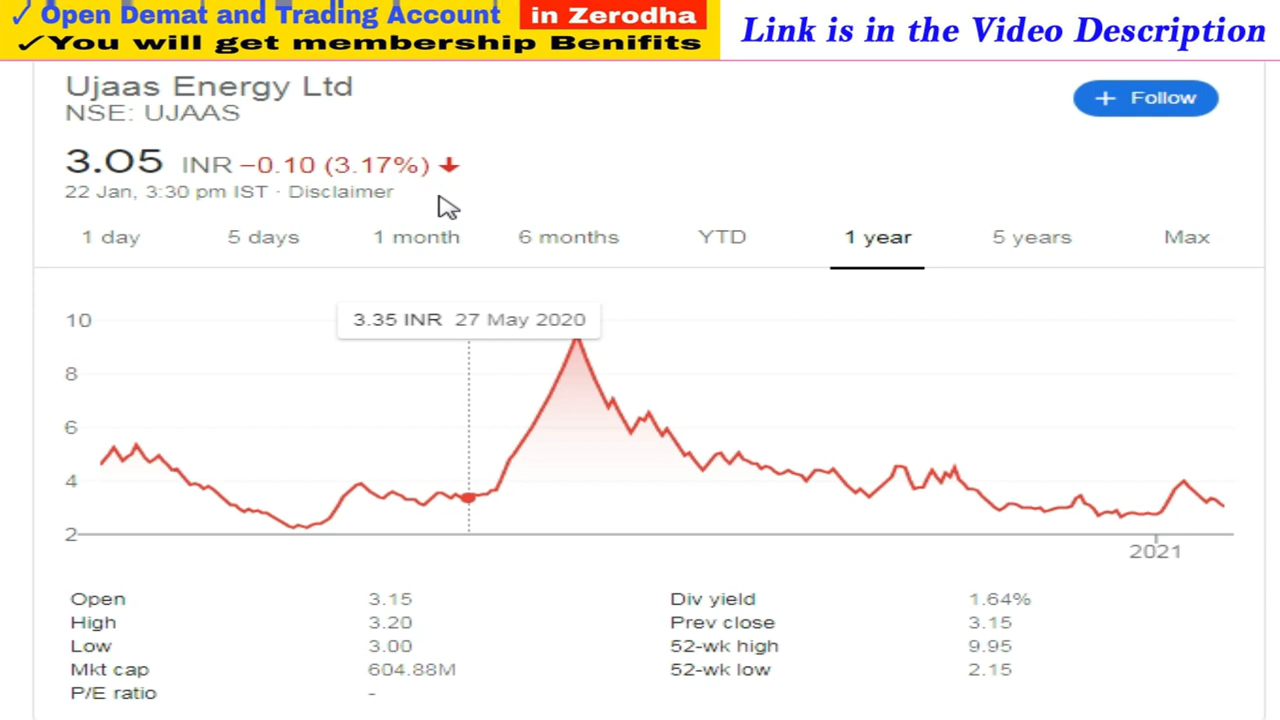 ✓ Open Demat and Trading Account in Zerodha
✓You will get membership Benifits
Link is in the Video Description
Ujaas Energy Ltd
NSE: UJAAS
+ Follow
3.05 INR −0.10 (3.17%) ↓
22 Jan, 3:30 pm IST · Disclaimer
1 day 5 days 1 month 6 months YTD 1 year 5 years Max
3.35 INR 27 May 2020
10
8
6
4
2
2021
Open 3.15 Div yield 1.64%
High 3.20 Prev close 3.15
Low 3.00 52-wk high 9.95
Mkt cap 604.88M 52-wk low 2.15
P/E ratio -